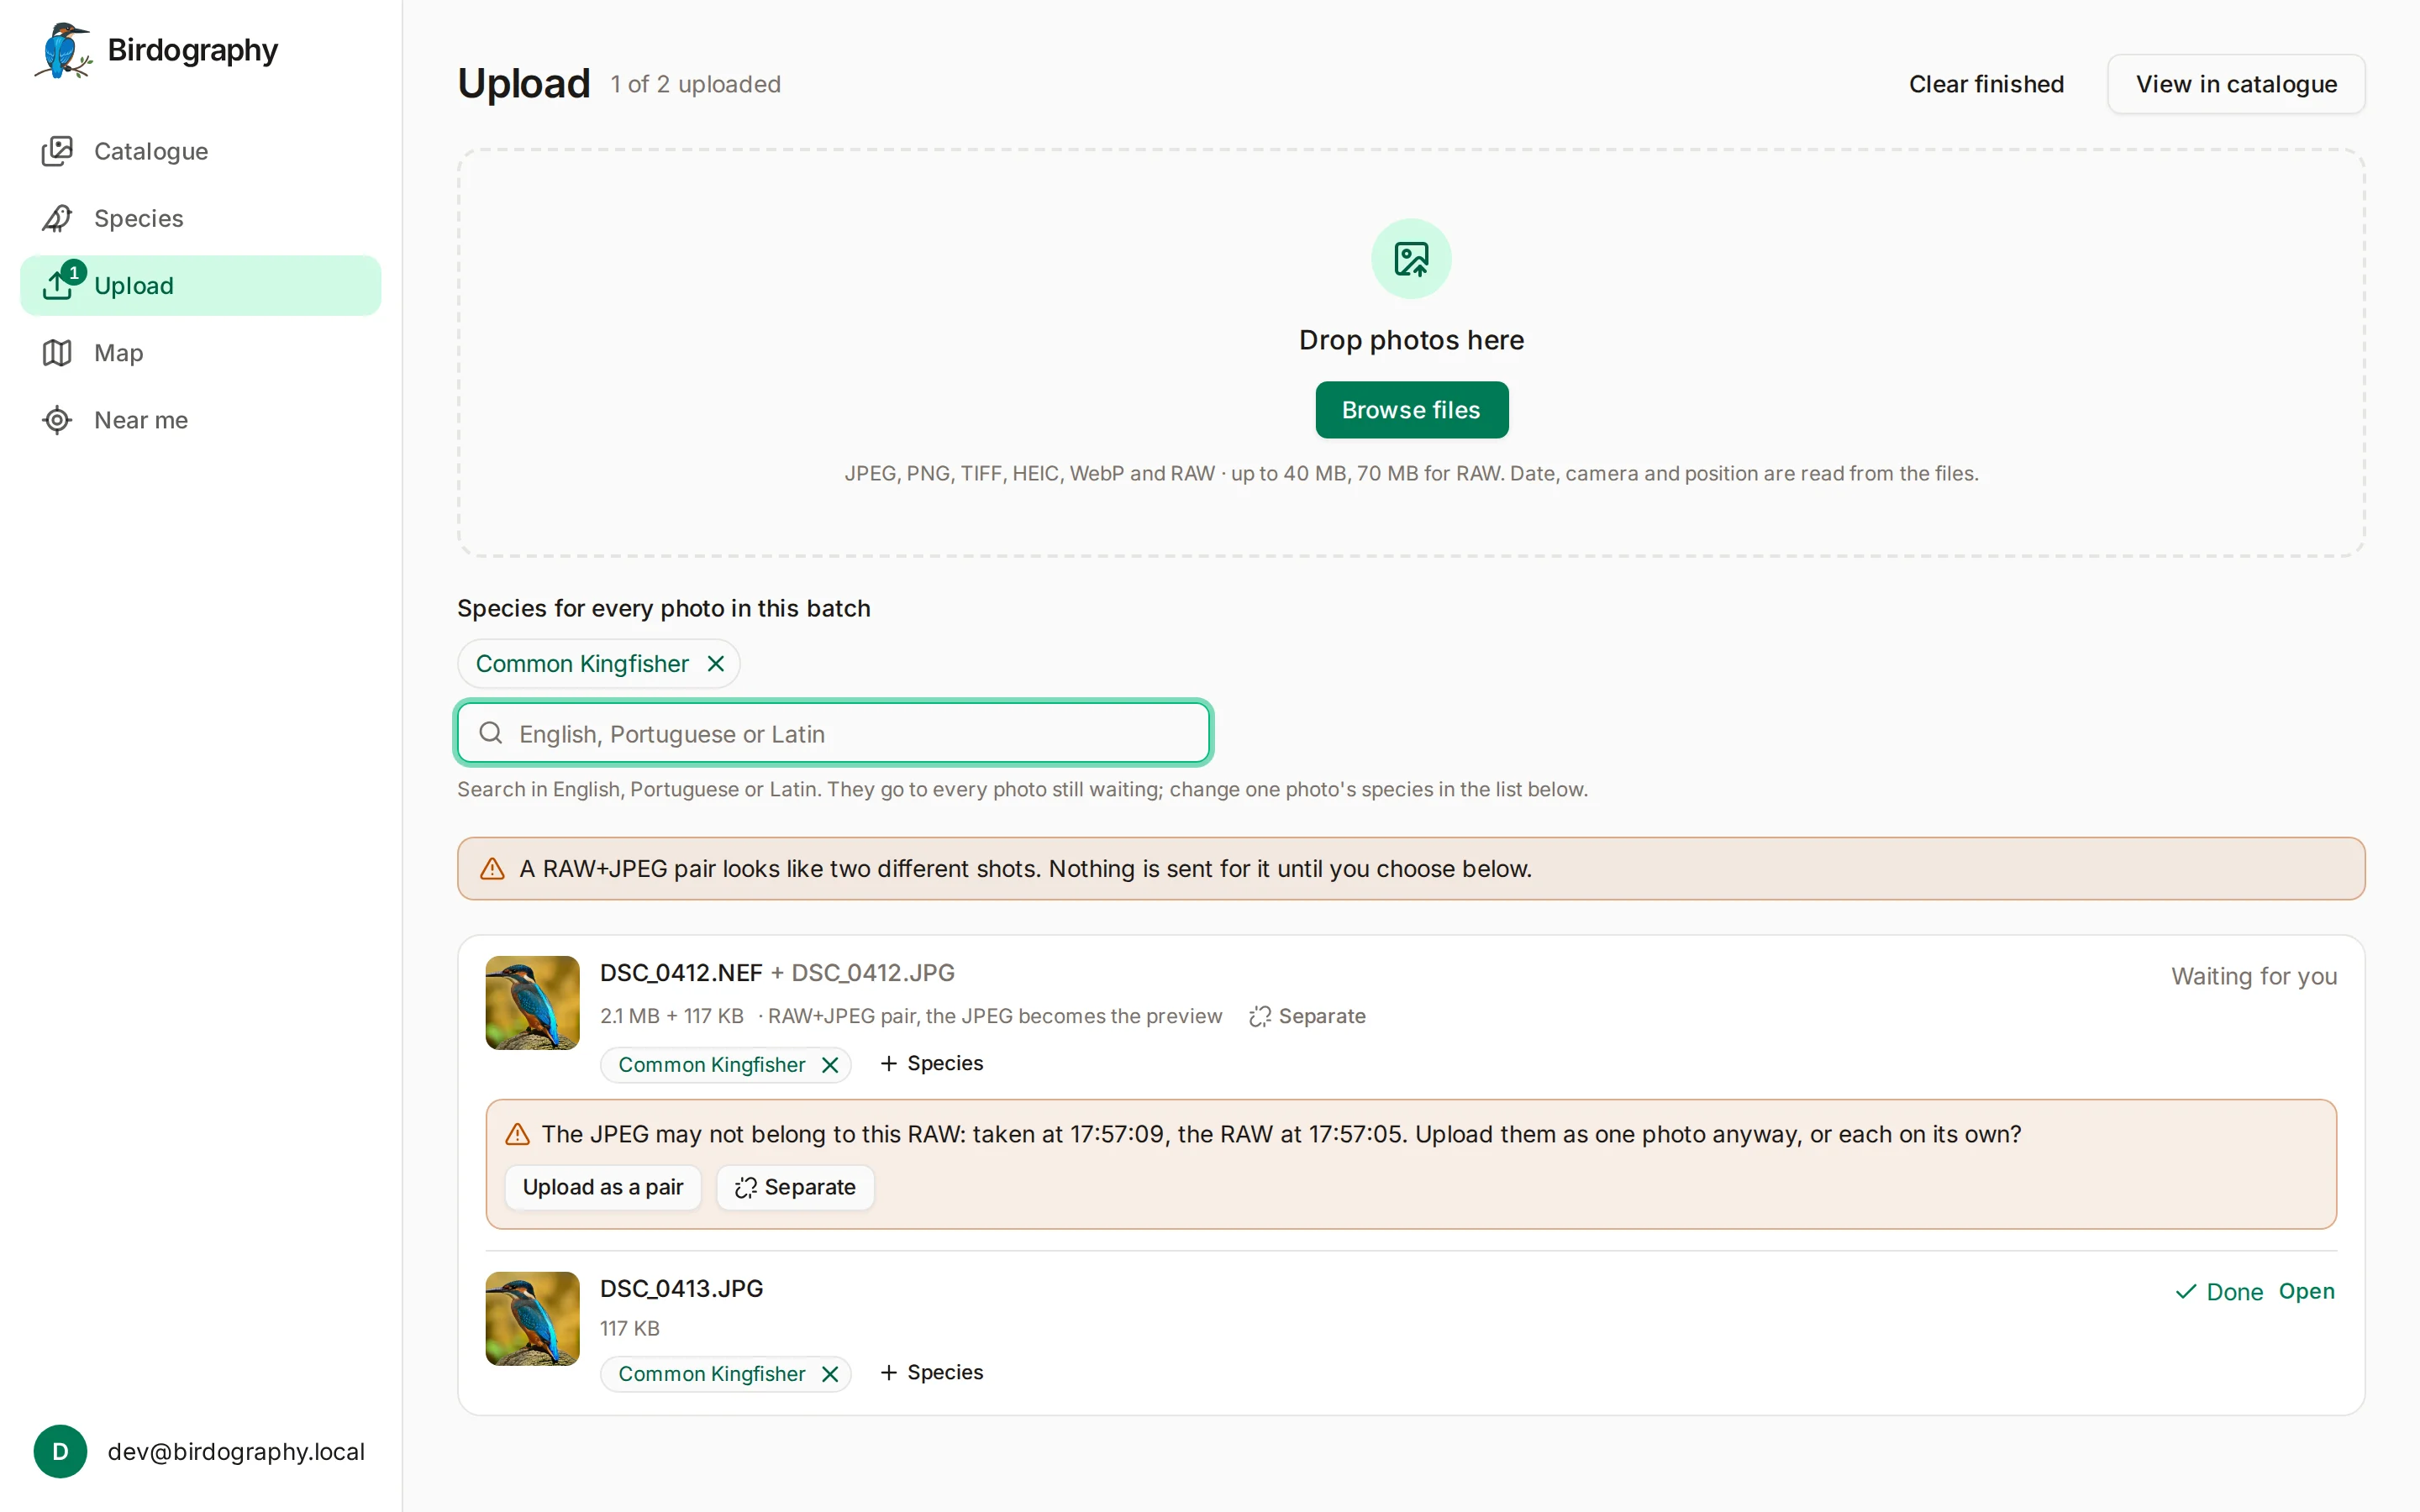 Birdography
Catalogue
Species
1
Upload
Map
Near me
D
dev@birdography.local
Upload 1 of 2 uploaded
Clear finished
View in catalogue
Drop photos here
Browse files
JPEG, PNG, TIFF, HEIC, WebP and RAW · up to 40 MB, 70 MB for RAW. Date, camera and position are read from the files.
Species for every photo in this batch
Common Kingfisher
English, Portuguese or Latin
Search in English, Portuguese or Latin. They go to every photo still waiting; change one photo's species in the list below.
A RAW+JPEG pair looks like two different shots. Nothing is sent for it until you choose below.
DSC_0412.NEF + DSC_0412.JPG
Waiting for you
2.1 MB + 117 KB · RAW+JPEG pair, the JPEG becomes the preview Separate
Common Kingfisher + Species
The JPEG may not belong to this RAW: taken at 17:57:09, the RAW at 17:57:05. Upload them as one photo anyway, or each on its own?
Upload as a pair Separate
DSC_0413.JPG
Done Open
117 KB
Common Kingfisher + Species